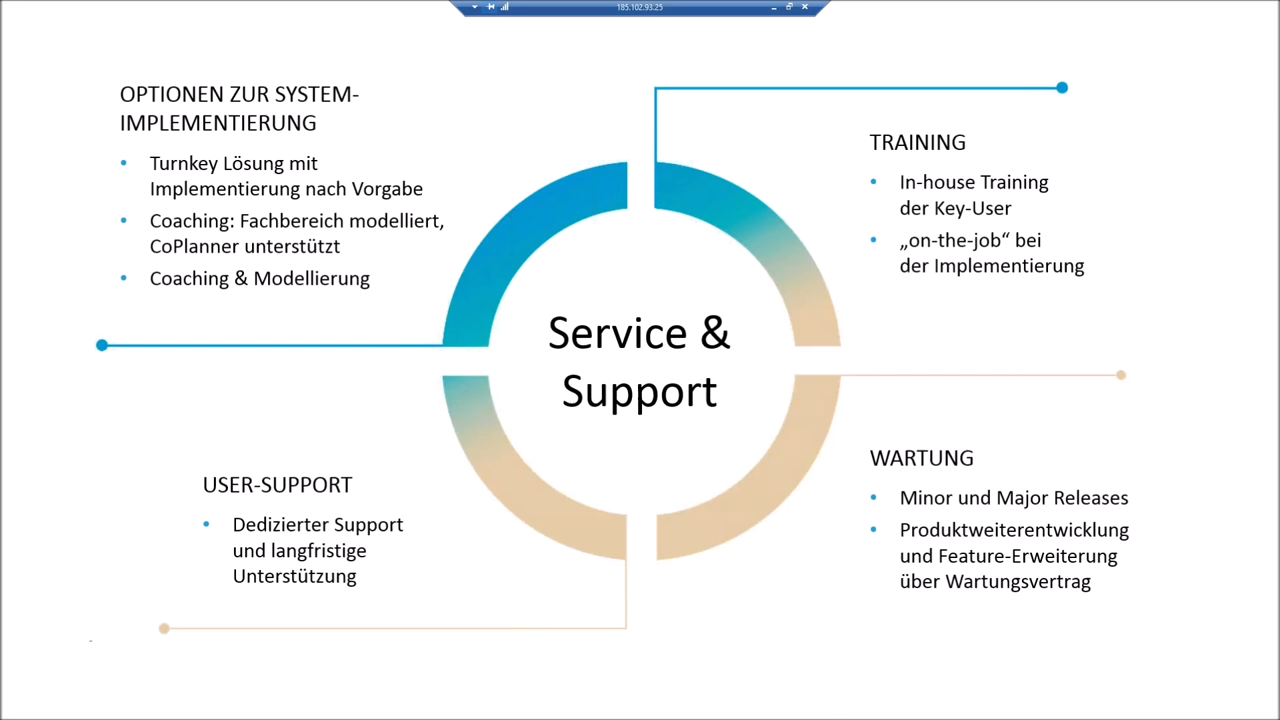 185.102.93.25
OPTIONEN ZUR SYSTEM-
IMPLEMENTIERUNG
• Turnkey Lösung mit
Implementierung nach Vorgabe
• Coaching: Fachbereich modelliert,
CoPlanner unterstützt
• Coaching & Modellierung
TRAINING
• In-house Training
der Key-User
• „on-the-job“ bei
der Implementierung
Service &
Support
USER-SUPPORT
• Dedizierter Support
und langfristige
Unterstützung
WARTUNG
• Minor und Major Releases
• Produktweiterentwicklung
und Feature-Erweiterung
über Wartungsvertrag